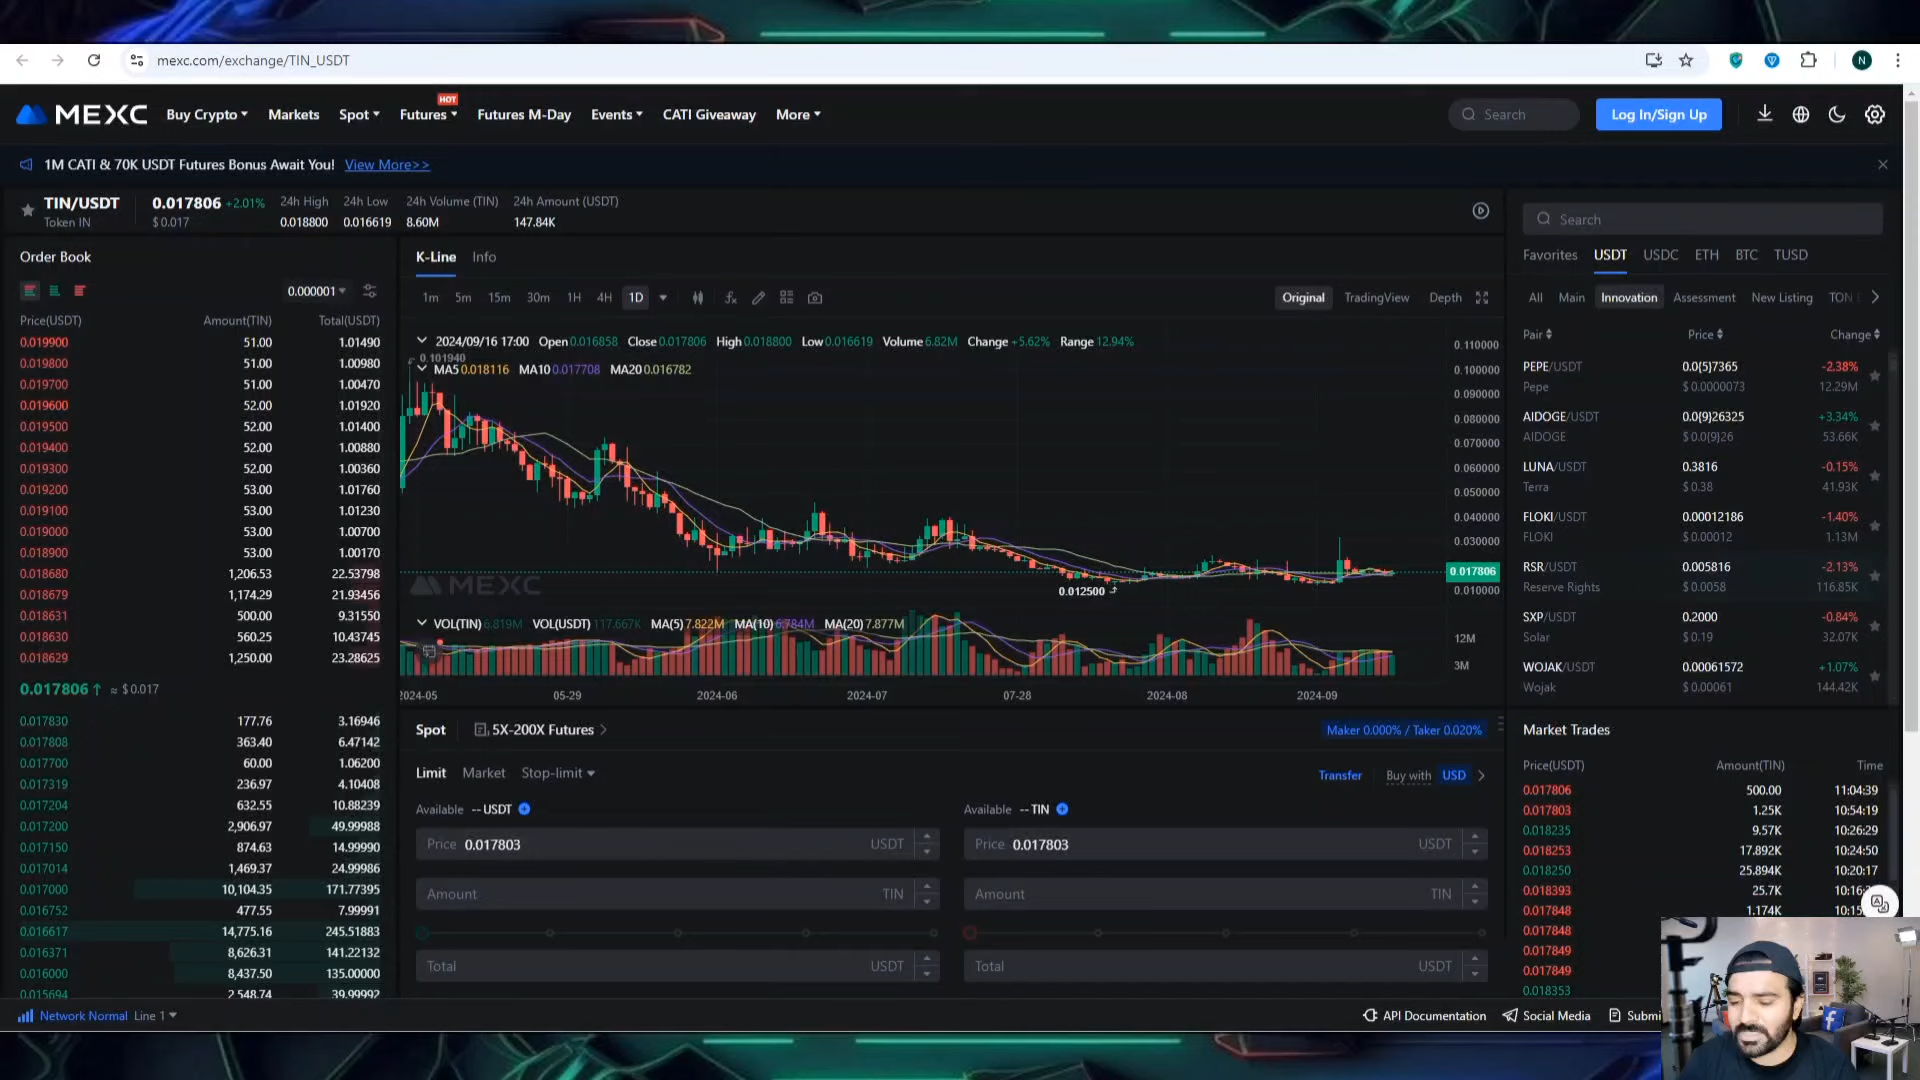 mexc.com/exchange/TIN_USDT
N
MEXC Buy Crypto Markets Spot Futures HOT Futures M-Day Events CATI Giveaway More Search Log In/Sign Up
1M CATI & 70K USDT Futures Bonus Await You! View More>>
TIN/USDT 0.017806 +2.01% 24h High 24h Low 24h Volume (TIN) 24h Amount (USDT)
Token IN $ 0.017 0.018800 0.016619 8.60M 147.84K
Order Book
0.000001
Price(USDT) Amount(TIN) Total(USDT)
0.019900 51.00 1.01490
0.019800 51.00 1.00980
0.019700 51.00 1.00470
0.019600 52.00 1.01920
0.019500 52.00 1.01400
0.019400 52.00 1.00880
0.019300 52.00 1.00360
0.019200 53.00 1.01760
0.019100 53.00 1.01230
0.019000 53.00 1.00700
0.018900 53.00 1.00170
0.018680 1,206.53 22.53798
0.018679 1,174.29 21.93456
0.018631 500.00 9.31550
0.018630 560.25 10.43745
0.018629 1,250.00 23.28625
0.017806 ↑ ≈ $ 0.017
0.017830 177.76 3.16946
0.017808 363.40 6.47142
0.017700 60.00 1.06200
0.017319 236.97 4.10408
0.017204 632.55 10.88239
0.017200 2,906.97 49.99988
0.017150 874.63 14.99990
0.017014 1,469.37 24.99986
0.017000 10,104.35 171.77395
0.016752 477.55 7.99991
0.016617 14,775.16 245.51883
0.016371 8,626.31 141.22132
0.016000 8,437.50 135.00000
0.015694 2,548.74 39.99992
K-Line Info
1m 5m 15m 30m 1H 4H 1D Original TradingView Depth
2024/09/16 17:00 Open 0.016858 Close 0.017806 High 0.018800 Low 0.016619 Volume 6.82M Change +5.62% Range 12.94%
0.101940
MA5 0.018116 MA10 0.017708 MA20 0.016782
0.110000
0.100000
0.090000
0.080000
0.070000
0.060000
0.050000
0.040000
0.030000
0.017806
0.010000
MEXC
0.012500
VOL(TIN) 6.819M VOL(USDT) 117.667K MA(5) 7.822M MA(10) 6.784M MA(20) 7.877M
12M
3M
2024-05 05-29 2024-06 2024-07 07-28 2024-08 2024-09
Spot 5X-200X Futures Maker 0.000% / Taker 0.020%
Limit Market Stop-limit Transfer Buy with USD
Available -- USDT Available -- TIN
Price 0.017803 USDT Price 0.017803 USDT
Amount TIN Amount TIN
Total USDT Total USDT
Search
Favorites USDT USDC ETH BTC TUSD
All Main Innovation Assessment New Listing TON
Pair Price Change
PEPE/USDT 0.0{5}7365 -2.38%
Pepe $ 0.0000073 12.29M
AIDOGE/USDT 0.0{9}26325 +3.34%
AIDOGE $ 0.0{9}26 53.66K
LUNA/USDT 0.3816 -0.15%
Terra $ 0.38 41.93K
FLOKI/USDT 0.00012186 -1.40%
FLOKI $ 0.00012 1.13M
RSR/USDT 0.005816 -2.13%
Reserve Rights $ 0.0058 116.85K
SXP/USDT 0.2000 -0.84%
Solar $ 0.19 32.07K
WOJAK/USDT 0.00061572 +1.07%
Wojak $ 0.00061 144.42K
Market Trades
Price(USDT) Amount(TIN) Time
0.017806 500.00 11:04:39
0.017803 1.25K 10:54:19
0.018235 9.57K 10:26:29
0.018253 17.892K 10:24:50
0.018250 25.894K 10:20:17
0.018393 25.7K 10:16:
0.017848 1.174K 10:15
0.017848
0.017849
0.017849
0.018353
Network Normal Line 1 API Documentation Social Media Submi